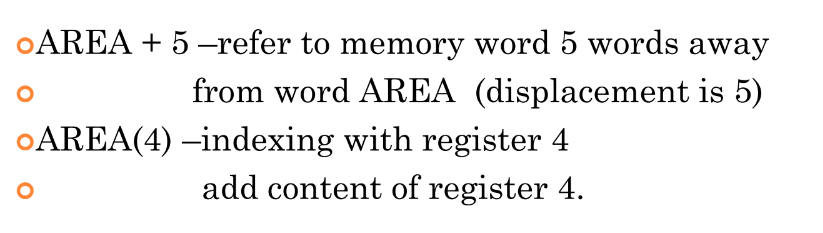 AREA + 5 –refer to memory word 5 words away
from word AREA (displacement is 5)
AREA(4) –indexing with register 4
add content of register 4.